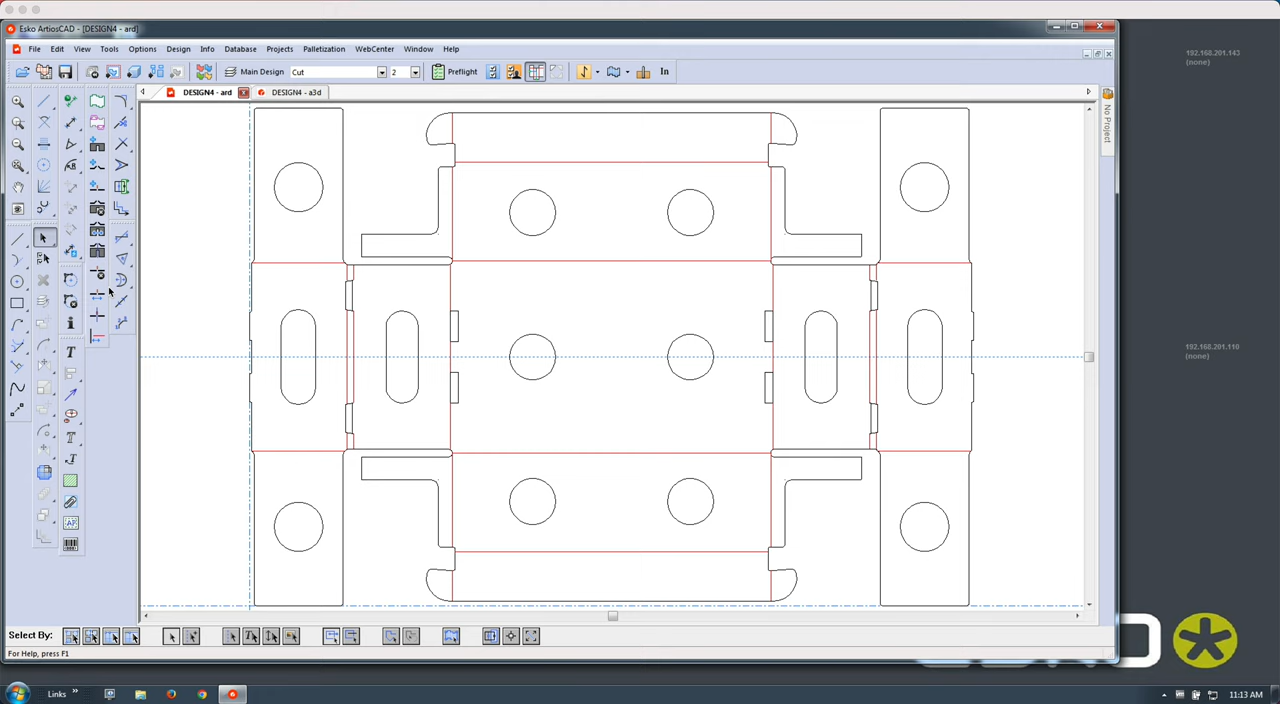 Esko ArtiosCAD - [DESIGN4 - ard]
File Edit View Tools Options Design Info Database Projects Palletization WebCenter Window Help
Main Design Cut 2 Preflight In
DESIGN4 - ard DESIGN4 - a3d
No Project
192.168.201.143
(none)
192.168.201.110
(none)
Select By:
For Help, press F1
Links »
11:13 AM